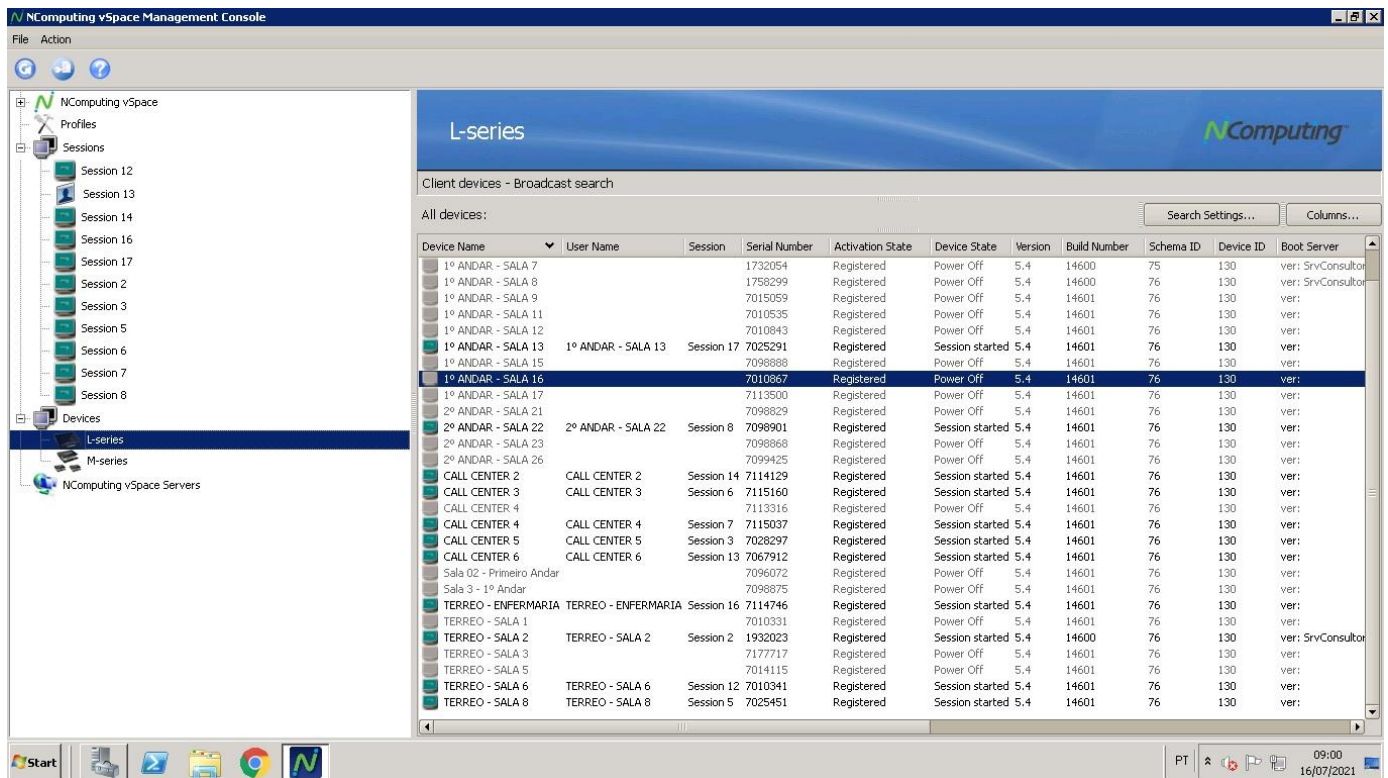 NComputing vSpace Management Console
File Action
NComputing vSpace
Profiles
Sessions
Session 12
Session 13
Session 14
Session 16
Session 17
Session 2
Session 3
Session 5
Session 6
Session 7
Session 8
Devices
L-series
M-series
NComputing vSpace Servers
L-series
NComputing
Client devices - Broadcast search
All devices:
Search Settings... Columns...
Device Name User Name Session Serial Number Activation State Device State Version Build Number Schema ID Device ID Boot Server
1º ANDAR - SALA 7 1732054 Registered Power Off 5.4 14600 75 130 ver: SrvConsultor
1º ANDAR - SALA 8 1758299 Registered Power Off 5.4 14600 76 130 ver: SrvConsultor
1º ANDAR - SALA 9 7015059 Registered Power Off 5.4 14601 76 130 ver:
1º ANDAR - SALA 11 7010535 Registered Power Off 5.4 14601 76 130 ver:
1º ANDAR - SALA 12 7010843 Registered Power Off 5.4 14601 76 130 ver:
1º ANDAR - SALA 13 1º ANDAR - SALA 13 Session 17 7025291 Registered Session started 5.4 14601 76 130 ver:
1º ANDAR - SALA 15 7098888 Registered Power Off 5.4 14601 76 130 ver:
1º ANDAR - SALA 16 7010867 Registered Power Off 5.4 14601 76 130 ver:
1º ANDAR - SALA 17 7113500 Registered Power Off 5.4 14601 76 130 ver:
2º ANDAR - SALA 21 7098829 Registered Power Off 5.4 14601 76 130 ver:
2º ANDAR - SALA 22 2º ANDAR - SALA 22 Session 8 7098901 Registered Session started 5.4 14601 76 130 ver:
2º ANDAR - SALA 23 7098868 Registered Power Off 5.4 14601 76 130 ver:
2º ANDAR - SALA 26 7099425 Registered Power Off 5.4 14601 76 130 ver:
CALL CENTER 2 CALL CENTER 2 Session 14 7114129 Registered Session started 5.4 14601 76 130 ver:
CALL CENTER 3 CALL CENTER 3 Session 6 7115160 Registered Session started 5.4 14601 76 130 ver:
CALL CENTER 4 7113316 Registered Power Off 5.4 14601 76 130 ver:
CALL CENTER 4 CALL CENTER 4 Session 7 7115037 Registered Session started 5.4 14601 76 130 ver:
CALL CENTER 5 CALL CENTER 5 Session 3 7028297 Registered Session started 5.4 14601 76 130 ver:
CALL CENTER 6 CALL CENTER 6 Session 13 7067912 Registered Session started 5.4 14601 76 130 ver:
Sala 02 - Primeiro Andar 7096072 Registered Power Off 5.4 14601 76 130 ver:
Sala 3 - 1º Andar 7098875 Registered Power Off 5.4 14601 76 130 ver:
TERREO - ENFERMARIA TERREO - ENFERMARIA Session 16 7114746 Registered Session started 5.4 14601 76 130 ver:
TERREO - SALA 1 7010331 Registered Power Off 5.4 14601 76 130 ver:
TERREO - SALA 2 TERREO - SALA 2 Session 2 1932023 Registered Session started 5.4 14600 76 130 ver: SrvConsultor
TERREO - SALA 3 7177717 Registered Power Off 5.4 14601 76 130 ver:
TERREO - SALA 5 7014115 Registered Power Off 5.4 14601 76 130 ver:
TERREO - SALA 6 TERREO - SALA 6 Session 12 7010341 Registered Session started 5.4 14601 76 130 ver:
TERREO - SALA 8 TERREO - SALA 8 Session 5 7025451 Registered Session started 5.4 14601 76 130 ver:
Start PT 09:00
16/07/2021